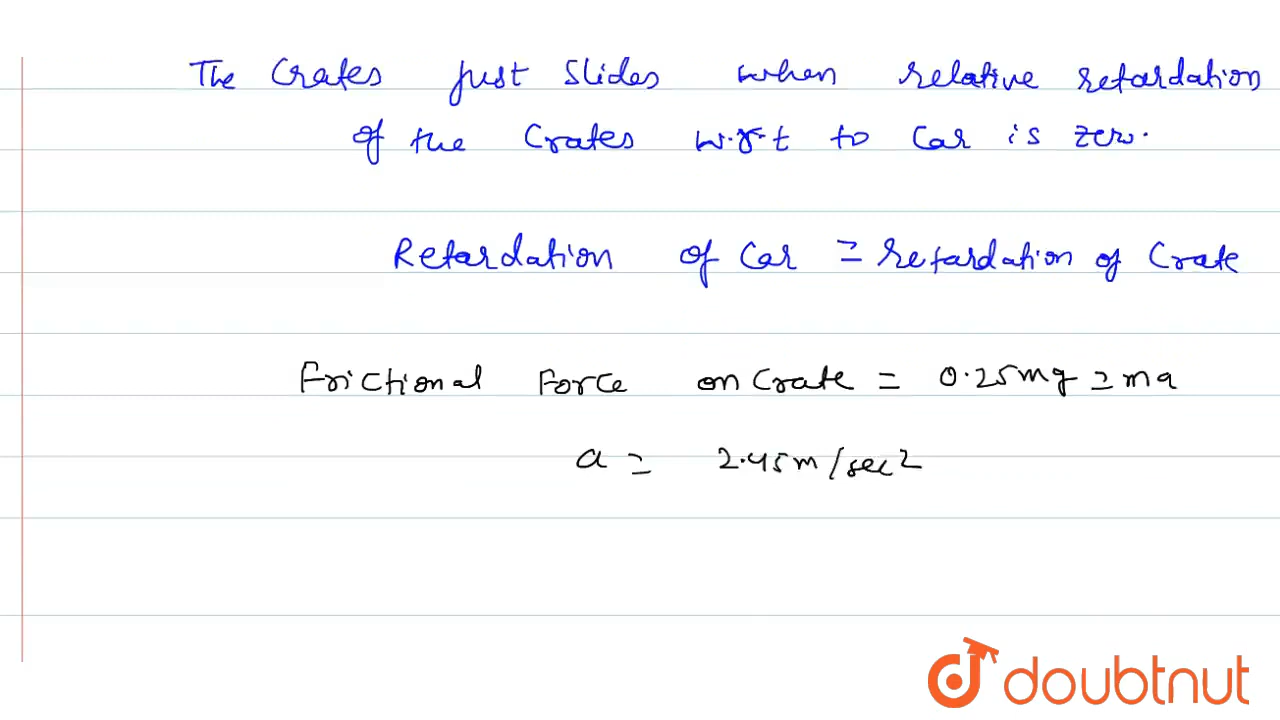 The Crates just slides when relative retardation
of the Crates w.r.t to Car is zero.
Retardation of Car = retardation of Crate
Frictional Force on Crate = 0.25mg = ma
a = 2.45m/sec2
doubtnut